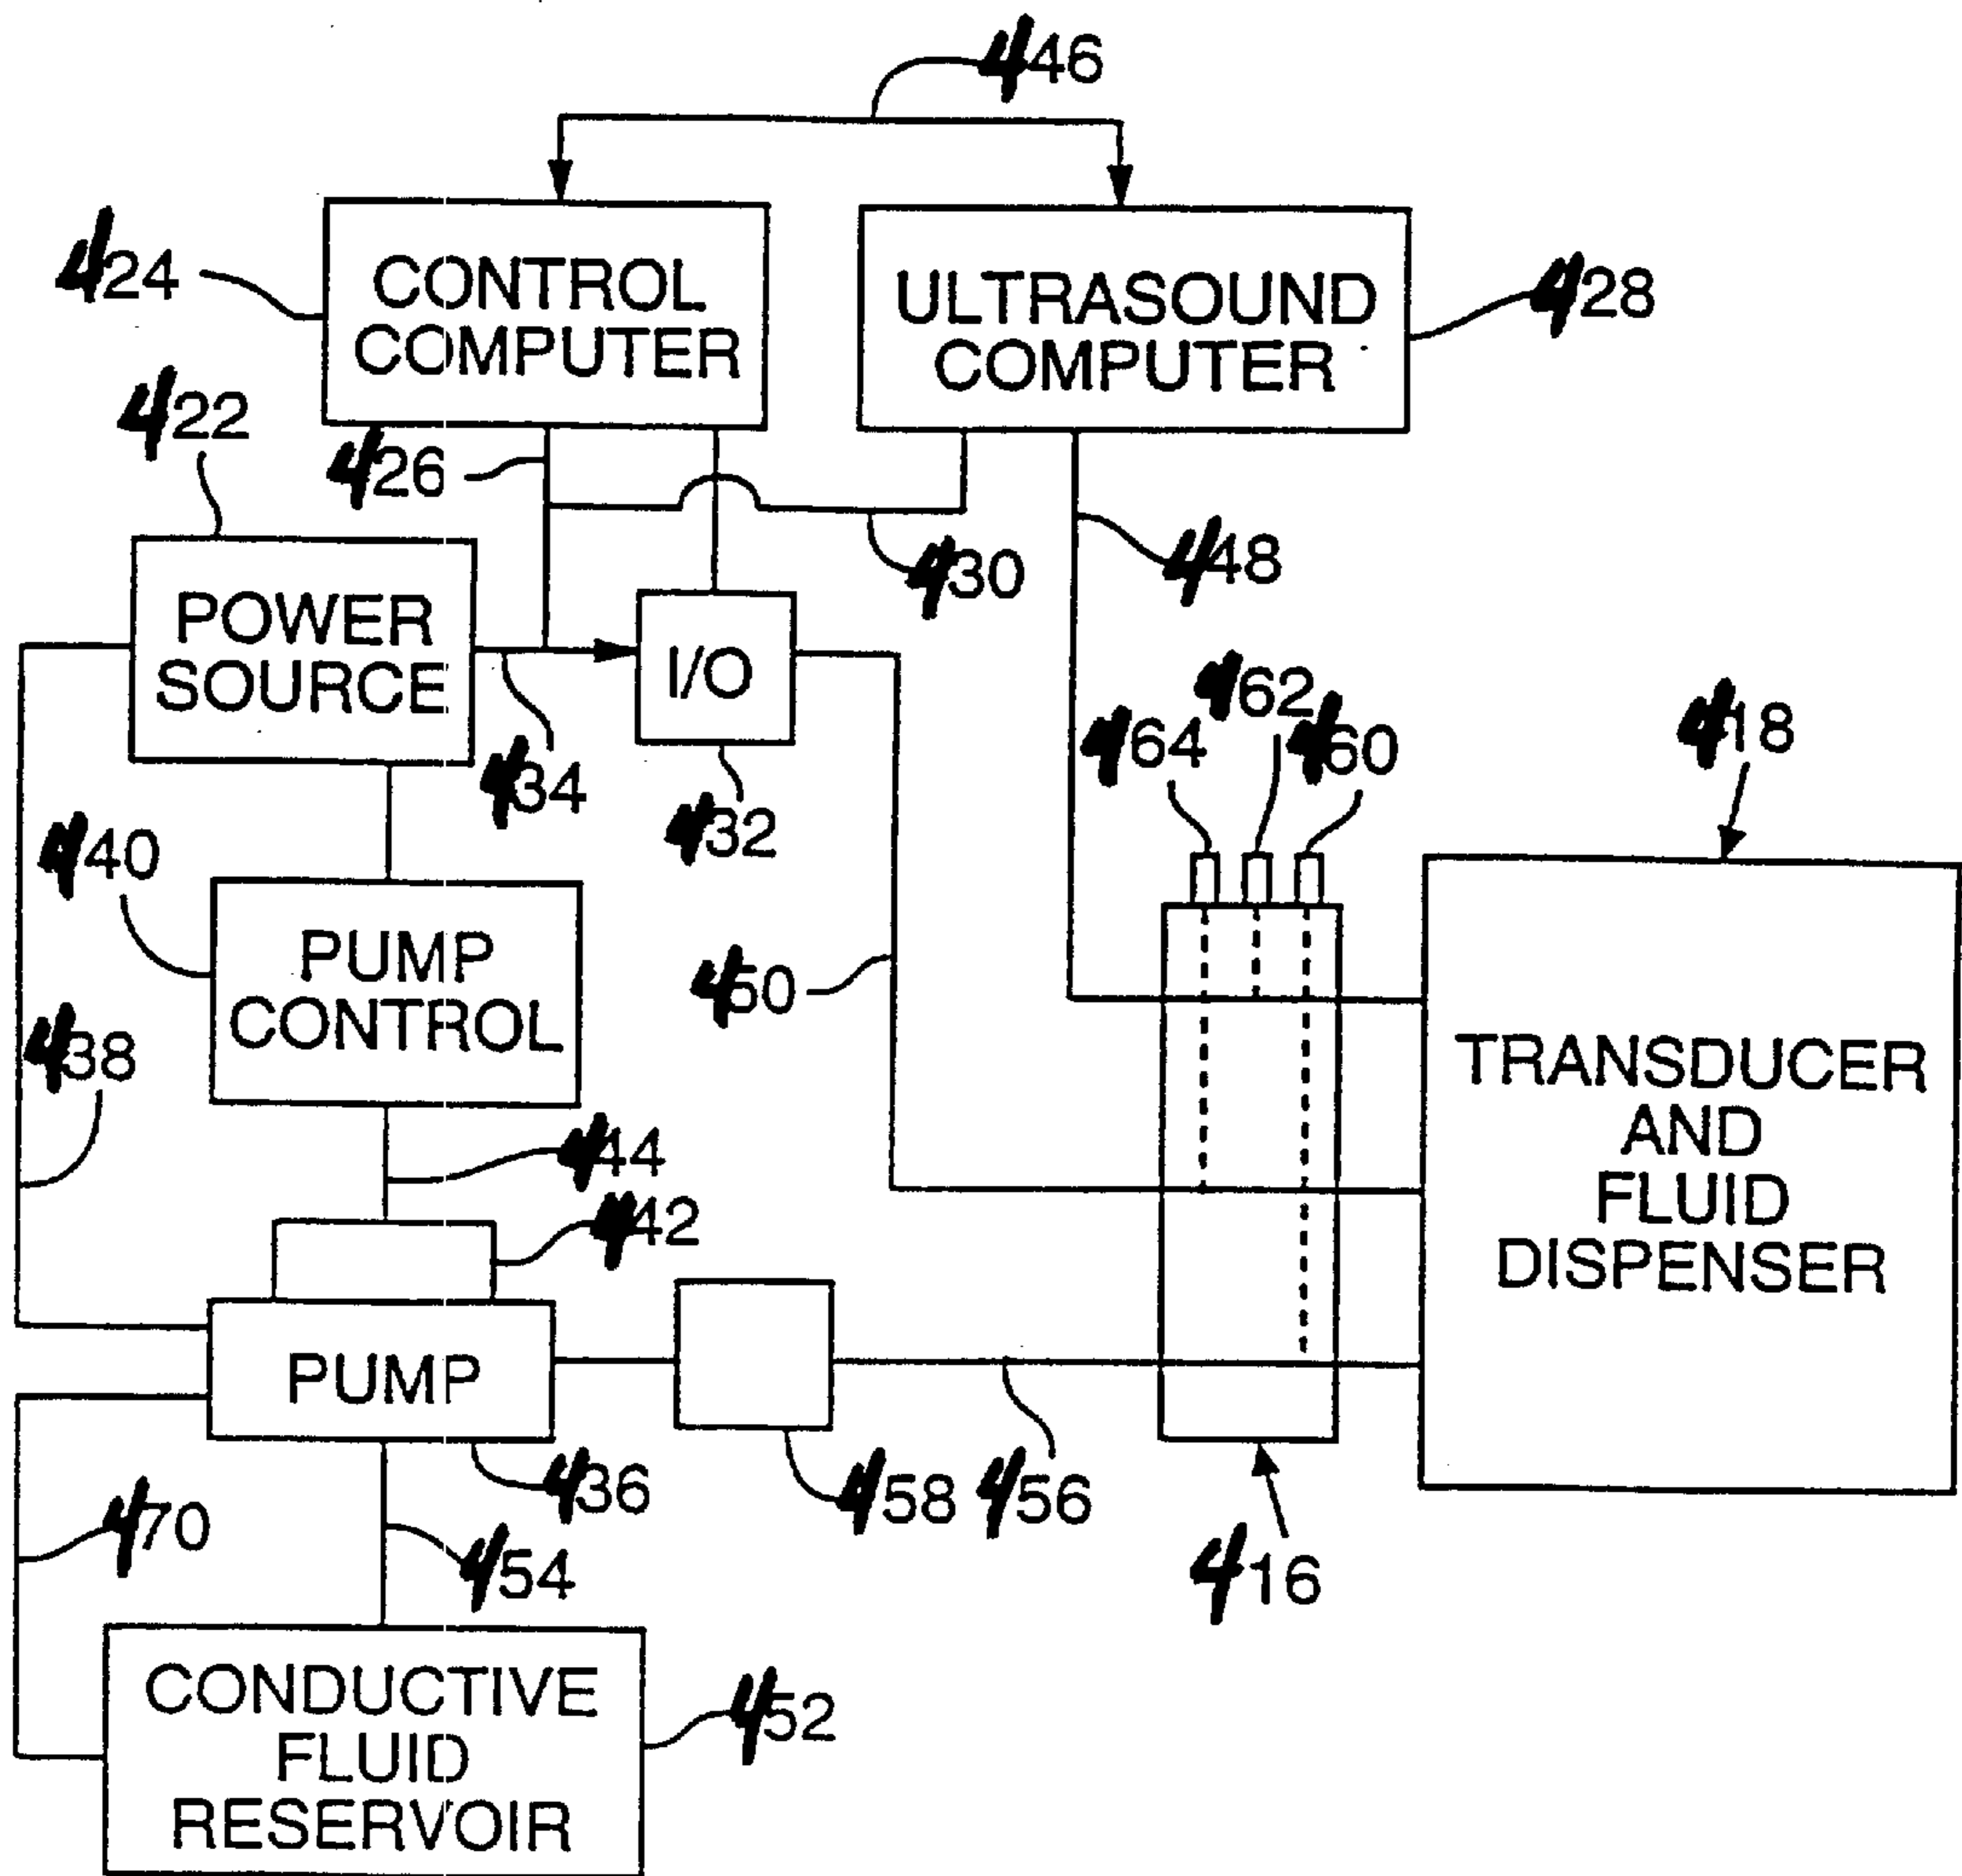 446
424
CONTROL
COMPUTER
ULTRASOUND
COMPUTER
428
422
426
430
448
POWER
SOURCE
I/O
434
432
464
462
460
418
440
PUMP
CONTROL
450
438
444
442
TRANSDUCER
AND
FLUID
DISPENSER
PUMP
436
458
456
416
470
454
CONDUCTIVE
FLUID
RESERVOIR
452